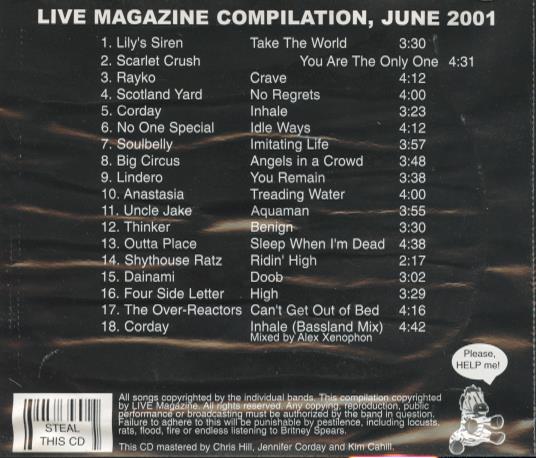 LIVE MAGAZINE COMPILATION, JUNE 2001
1. Lily's Siren Take The World 3:30
2. Scarlet Crush You Are The Only One 4:31
3. Rayko Crave 4:12
4. Scotland Yard No Regrets 4:00
5. Corday Inhale 3:23
6. No One Special Idle Ways 4:12
7. Soulbelly Imitating Life 3:57
8. Big Circus Angels in a Crowd 3:48
9. Lindero You Remain 3:38
10. Anastasia Treading Water 4:00
11. Uncle Jake Aquaman 3:55
12. Thinker Benign 3:30
13. Outta Place Sleep When I'm Dead 4:38
14. Shythouse Ratz Ridin' High 2:17
15. Dainami Doob 3:02
16. Four Side Letter High 3:29
17. The Over-Reactors Can't Get Out of Bed 4:16
18. Corday Inhale (Bassland Mix) 4:42
Mixed by Alex Xenophon
Please,
HELP me!
STEAL
THIS CD
All songs copyrighted by the individual bands. This compilation copyrighted
by LIVE Magazine. All rights reserved. Any copying, reproduction, public
performance or broadcasting must be authorized by the band in question.
Failure to adhere to this will be punishable by pestilence, including locusts,
rats, flood, fire or endless listening to Britney Spears.
This CD mastered by Chris Hill, Jennifer Corday and Kim Cahill.